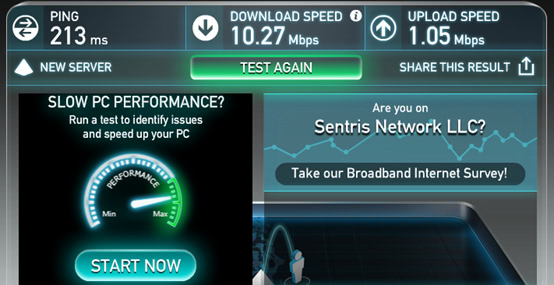 PING
213 ms
DOWNLOAD SPEED
10.27 Mbps
UPLOAD SPEED
1.05 Mbps
NEW SERVER
TEST AGAIN
SHARE THIS RESULT
SLOW PC PERFORMANCE?
Run a test to identify issues
and speed up your PC
PERFORMANCE
Min
Max
START NOW
Are you on
Sentris Network LLC?
Take our Broadband Internet Survey!